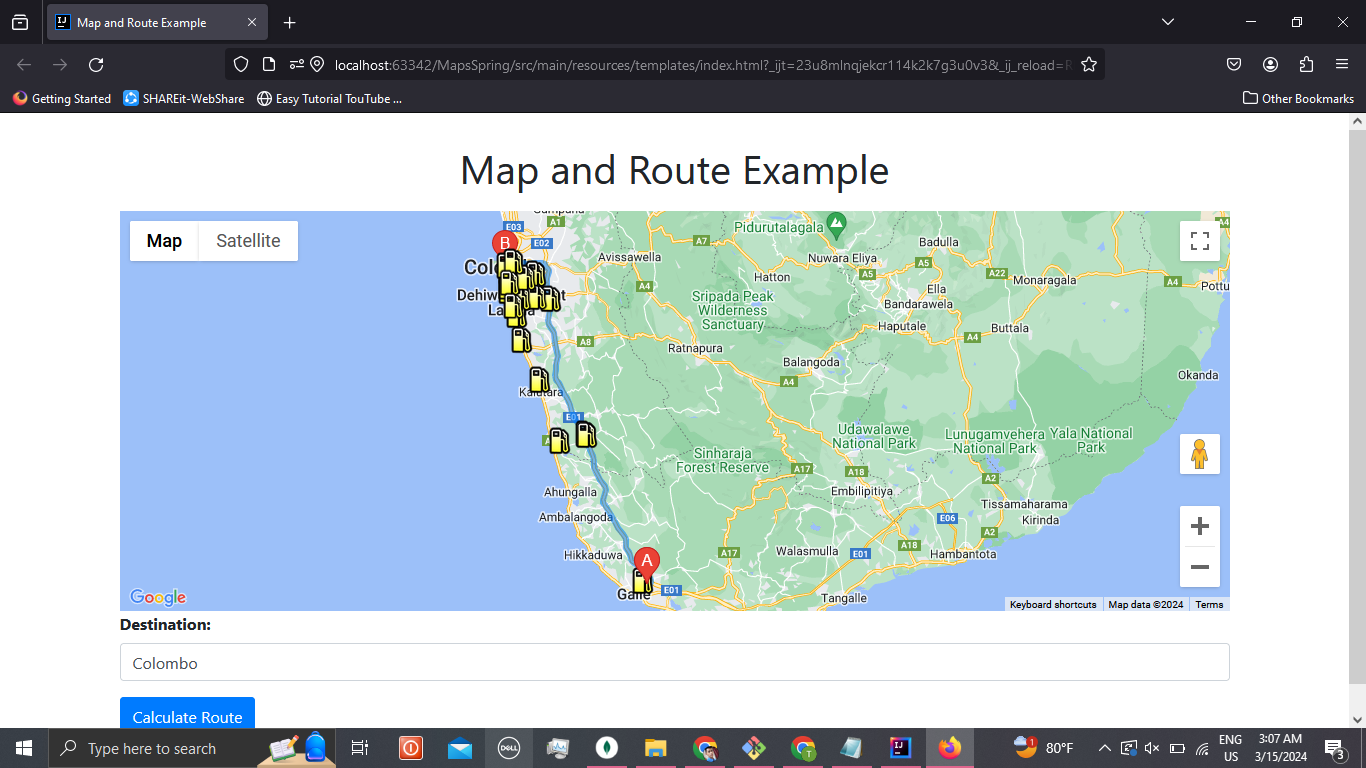 Map and Route Example
localhost:63342/MapsSpring/src/main/resources/templates/index.html?_ijt=23u8mlnqjekcr114k2k7g3u0v3&_ij_reload=R
Getting Started SHAREit-WebShare Easy Tutorial TouTube ... Other Bookmarks
Map and Route Example
Map Satellite
E03 A1
B E02
Pidurutalagala
A7
Badulla
Avissawella
Nuwara Eliya
A5
A4
Hatton
A5
A22
Monaragala
A4
Ella
Dehiw
Sripada Peak
Wilderness
Sanctuary
Bandarawela
Haputale
Buttala
A8
A4
Ratnapura
Balangoda
A4
Okanda
Kalutara
E01
Udawalawe
National Park
Lunugamvehera
National Park
Yala National
Park
Sinharaja
Forest Reserve
A17
A18
A2
Ahungalla
Embilipitiya
Tissamaharama
Ambalangoda
E06
Kirinda
A2
Hikkaduwa
A
A17
Walasmulla
E01
A18
Hambantota
Galle
E01
Tangalle
Google
Keyboard shortcuts Map data ©2024 Terms
Destination:
Colombo
Calculate Route
Type here to search
DELL
80°F
ENG
US
3:07 AM
3/15/2024
3